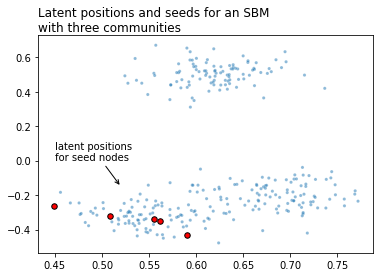 Latent positions and seeds for an SBM
with three communities
0.6
0.4
0.2
0.0
−0.2
−0.4
latent positions
for seed nodes
0.45 0.50 0.55 0.60 0.65 0.70 0.75